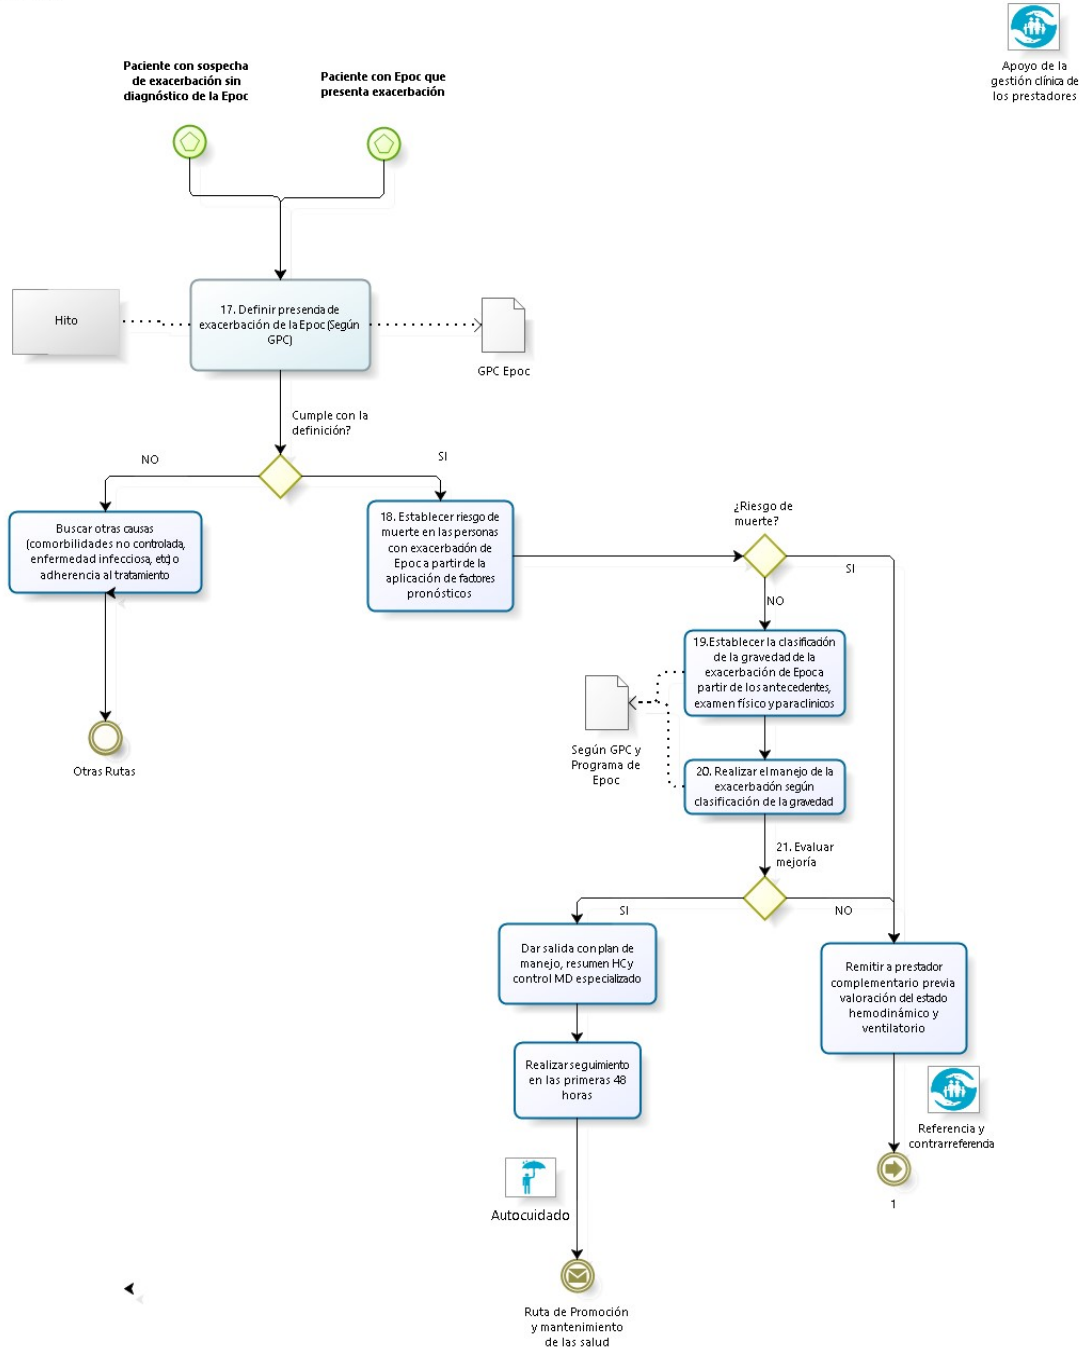 Apoyo de la
gestión clínica de
los prestadores
Paciente con sospecha
de exacerbación sin
diagnóstico de la Epoc
Paciente con Epoc que
presenta exacerbación
Hito
17. Definir presencia de
exacerbación de la Epoc (Según
GPC)
GPC Epoc
Cumple con la
definición?
NO
SI
Buscar otras causas
(comorbilidades no controlada,
enfermedad infecciosa, etc) o
adherencia al tratamiento
18. Establecer riesgo de
muerte en las personas
con exacerbación de
Epoc a partir de la
aplicación de factores
pronósticos
¿Riesgo de
muerte?
SI
NO
19.Establecer la clasificación
de la gravedad de la
exacerbación de Epoc a
partir de los antecedentes,
examen físico y paraclinicos
Según GPC y
Programa de
Epoc
Otras Rutas
20. Realizar el manejo de la
exacerbación según
clasificación de la gravedad
21. Evaluar
mejoría
SI
NO
Dar salida con plan de
manejo, resumen HC y
control MD especializado
Remitir a prestador
complementario previa
valoración del estado
hemodinámico y
ventilatorio
Realizar seguimiento
en las primeras 48
horas
Referencia y
contrarreferencia
Autocuidado
1
Ruta de Promoción
y mantenimiento
de las salud